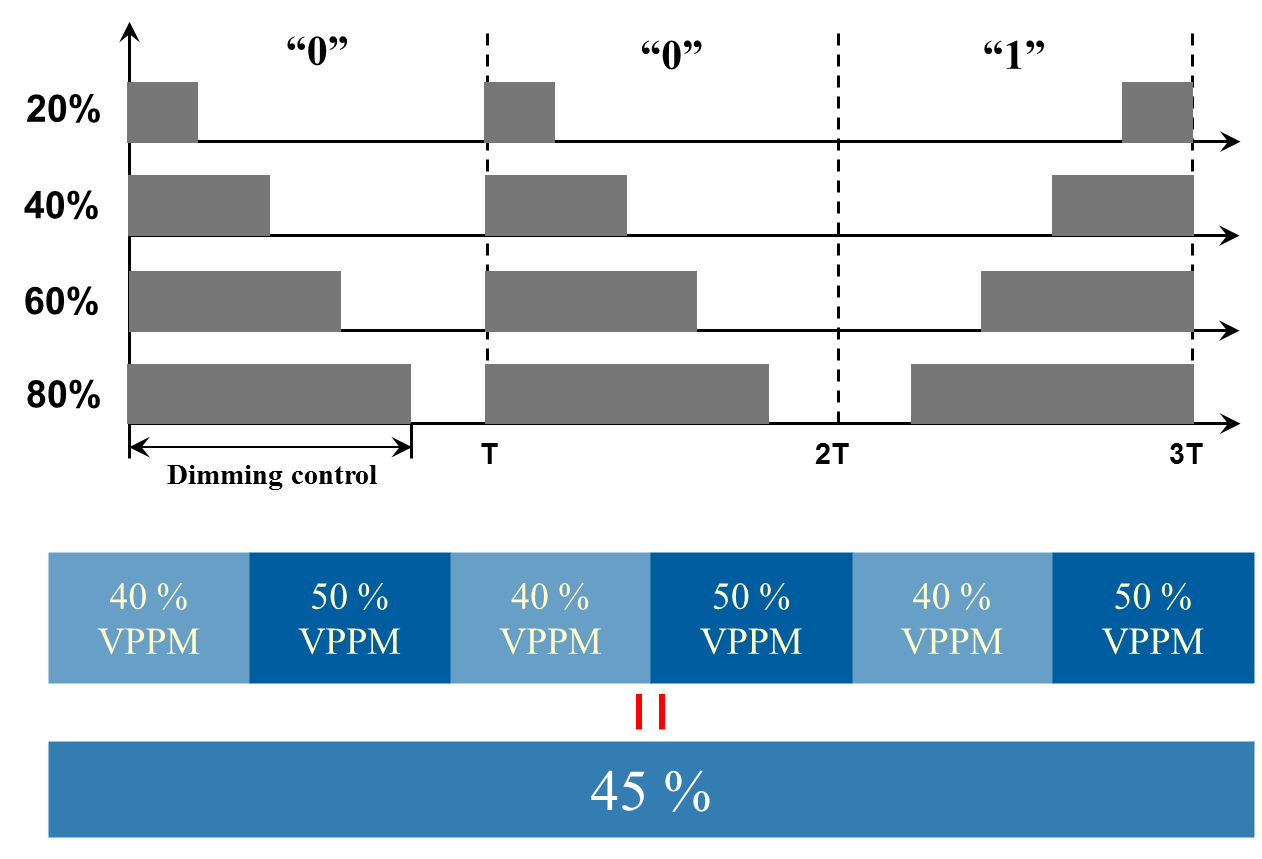 “0” “0” “1”
20%
40%
60%
80%
T 2T 3T
Dimming control
40 % 50 % 40 % 50 % 40 % 50 %
VPPM VPPM VPPM VPPM VPPM VPPM
45 %